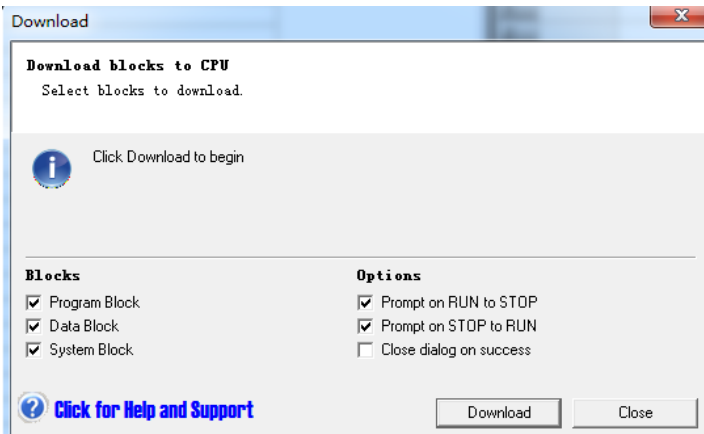 Download
Download blocks to CPU
Select blocks to download.
Click Download to begin
Blocks
Options
Program Block
Prompt on RUN to STOP
Data Block
Prompt on STOP to RUN
System Block
Close dialog on success
Click for Help and Support
Download
Close